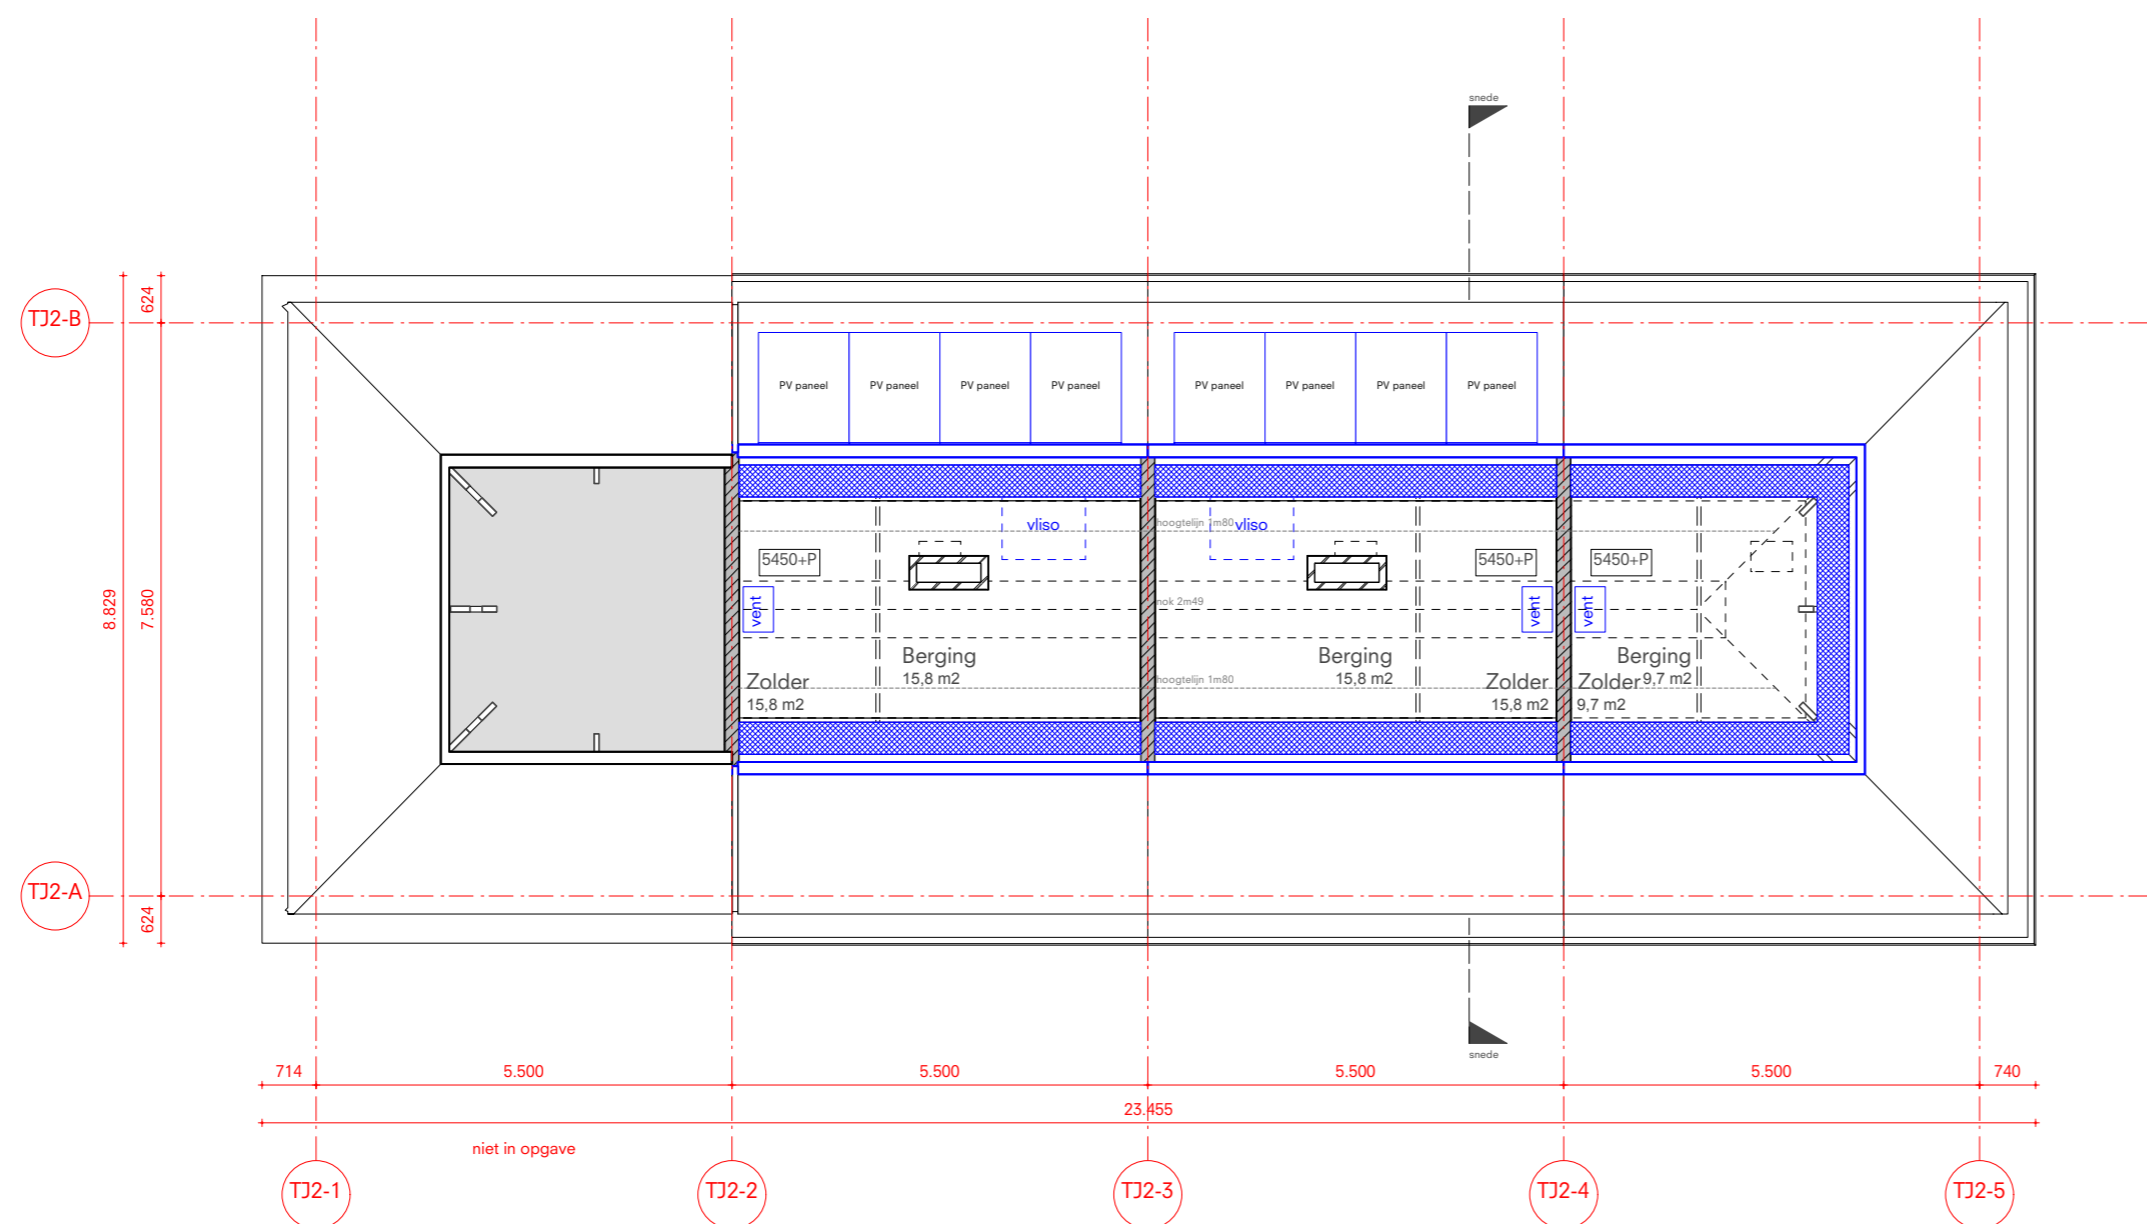 snede
TJ2-B
624
8.829
7.580
624
TJ2-A
PV paneel
PV paneel
PV paneel
PV paneel
PV paneel
PV paneel
PV paneel
PV paneel
vliso
hoogtelijn 1m80
vliso
5450+P
5450+P
5450+P
vent
nok 2m49
vent
vent
Berging
15,8 m2
Zolder
15,8 m2
hoogtelijn 1m80
Berging
15,8 m2
Zolder
15,8 m2
Berging
9,7 m2
Zolder
9,7 m2
snede
714
5.500
5.500
5.500
5.500
740
23.455
niet in opgave
TJ2-1
TJ2-2
TJ2-3
TJ2-4
TJ2-5